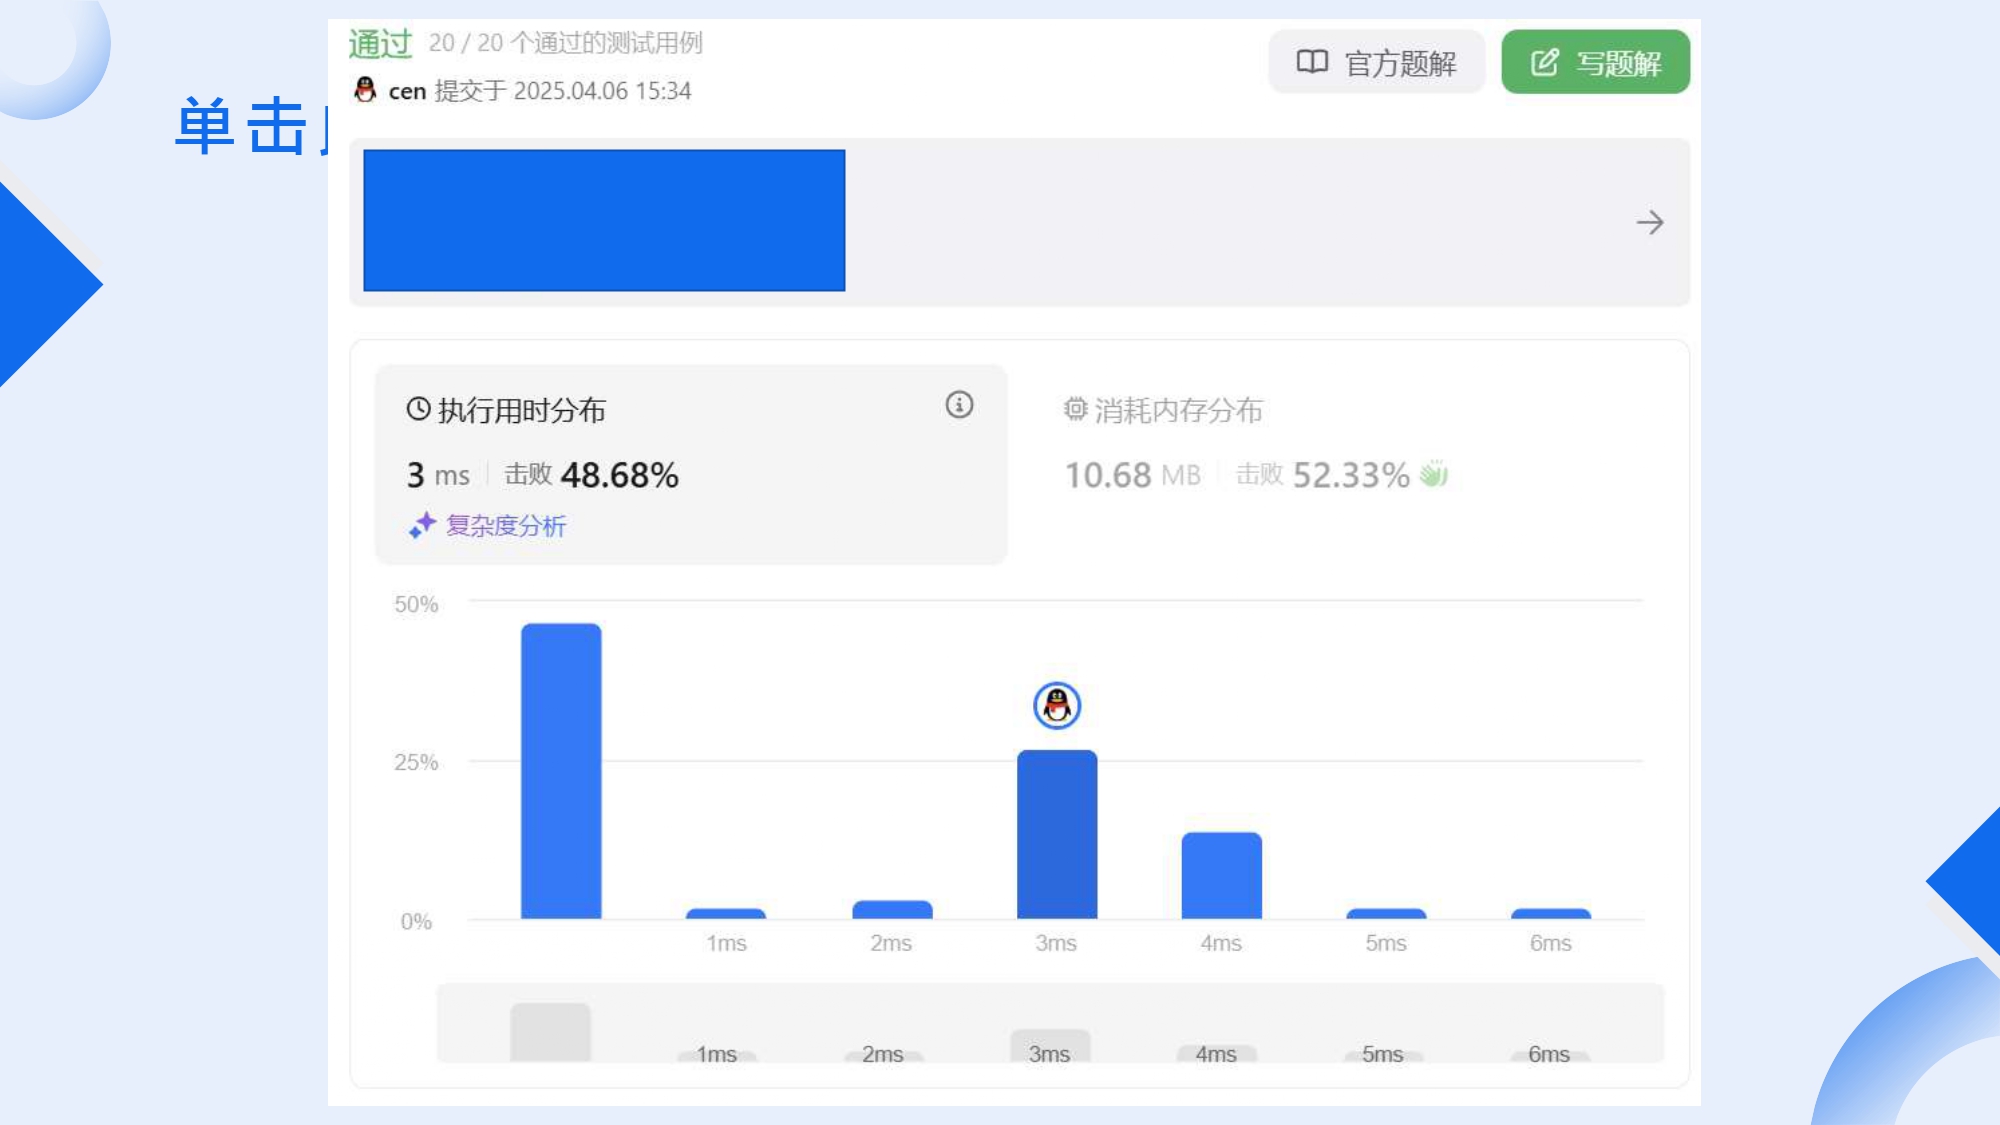 通过 20 / 20 个通过的测试用例
官方题解
写题解
cen 提交于 2025.04.06 15:34
单击
执行用时分布
消耗内存分布
3 ms 击败 48.68%
10.68 MB 击败 52.33%
复杂度分析
50%
25%
0%
1ms 2ms 3ms 4ms 5ms 6ms
1ms 2ms 3ms 4ms 5ms 6ms